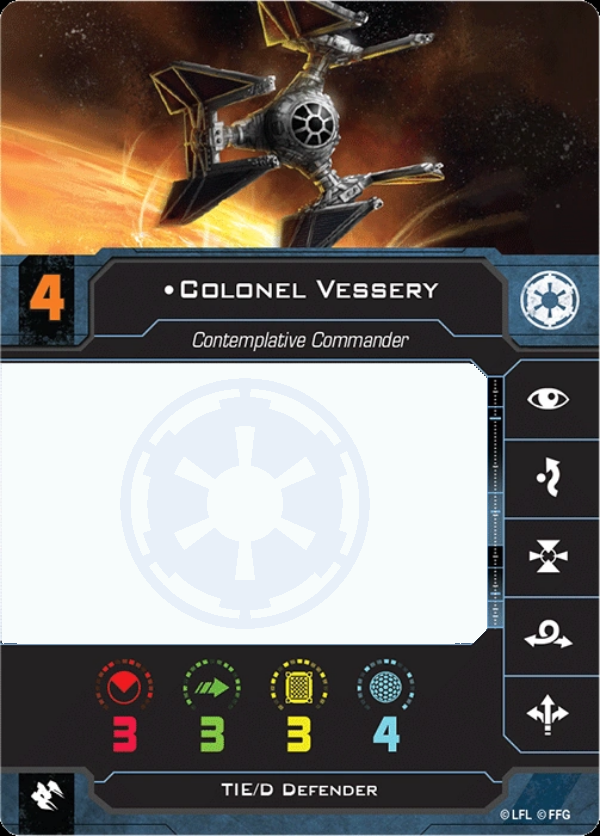 4
•Colonel Vessery
Contemplative Commander
3 3 3 4
TIE/D Defender
©LFL ©FFG